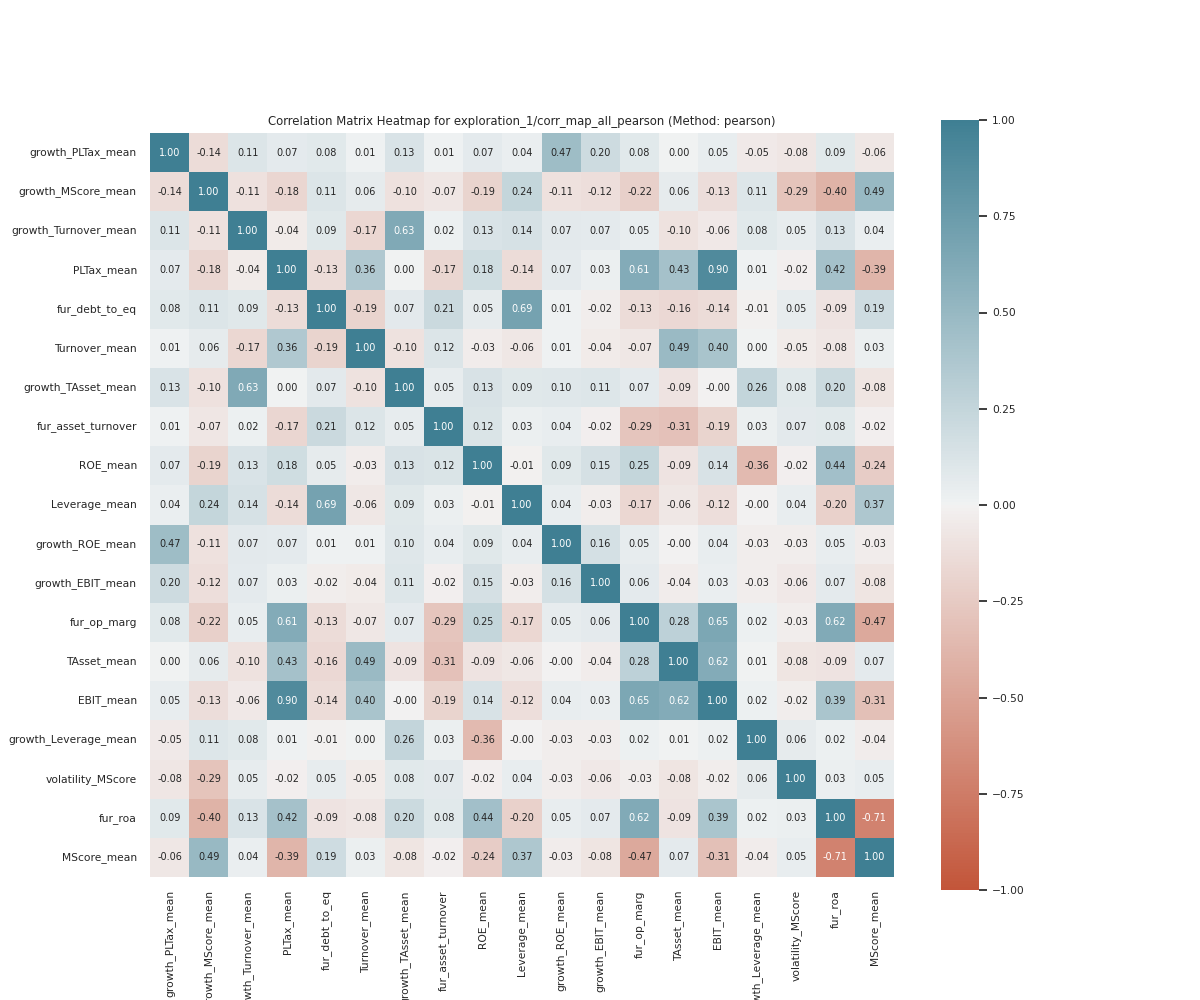 Correlation Matrix Heatmap for exploration_1/corr_map_all_pearson (Method: pearson)
growth_PLTax_mean 1.00 -0.14 0.11 0.07 0.08 0.01 0.13 0.01 0.07 0.04 0.47 0.20 0.08 0.00 0.05 -0.05 -0.08 0.09 -0.06
growth_MScore_mean -0.14 1.00 -0.11 -0.18 0.11 0.06 -0.10 -0.07 -0.19 0.24 -0.11 -0.12 -0.22 0.06 -0.13 0.11 -0.29 -0.40 0.49
growth_Turnover_mean 0.11 -0.11 1.00 -0.04 0.09 -0.17 0.63 0.02 0.13 0.14 0.07 0.07 0.05 -0.10 -0.06 0.08 0.05 0.13 0.04
PLTax_mean 0.07 -0.18 -0.04 1.00 -0.13 0.36 0.00 -0.17 0.18 -0.14 0.07 0.03 0.61 0.43 0.90 0.01 -0.02 0.42 -0.39
fur_debt_to_eq 0.08 0.11 0.09 -0.13 1.00 -0.19 0.07 0.21 0.05 0.69 0.01 -0.02 -0.13 -0.16 -0.14 -0.01 0.05 -0.09 0.19
Turnover_mean 0.01 0.06 -0.17 0.36 -0.19 1.00 -0.10 0.12 -0.03 -0.06 0.01 -0.04 -0.07 0.49 0.40 0.00 -0.05 -0.08 0.03
growth_TAsset_mean 0.13 -0.10 0.63 0.00 0.07 -0.10 1.00 0.05 0.13 0.09 0.10 0.11 0.07 -0.09 -0.00 0.26 0.08 0.20 -0.08
fur_asset_turnover 0.01 -0.07 0.02 -0.17 0.21 0.12 0.05 1.00 0.12 0.03 0.04 -0.02 -0.29 -0.31 -0.19 0.03 0.07 0.08 -0.02
ROE_mean 0.07 -0.19 0.13 0.18 0.05 -0.03 0.13 0.12 1.00 -0.01 0.09 0.15 0.25 -0.09 0.14 -0.36 -0.02 0.44 -0.24
Leverage_mean 0.04 0.24 0.14 -0.14 0.69 -0.06 0.09 0.03 -0.01 1.00 0.04 -0.03 -0.17 -0.06 -0.12 -0.00 0.04 -0.20 0.37
growth_ROE_mean 0.47 -0.11 0.07 0.07 0.01 0.01 0.10 0.04 0.09 0.04 1.00 0.16 0.05 -0.00 0.04 -0.03 -0.03 0.05 -0.03
growth_EBIT_mean 0.20 -0.12 0.07 0.03 -0.02 -0.04 0.11 -0.02 0.15 -0.03 0.16 1.00 0.06 -0.04 0.03 -0.03 -0.06 0.07 -0.08
fur_op_marg 0.08 -0.22 0.05 0.61 -0.13 -0.07 0.07 -0.29 0.25 -0.17 0.05 0.06 1.00 0.28 0.65 0.02 -0.03 0.62 -0.47
TAsset_mean 0.00 0.06 -0.10 0.43 -0.16 0.49 -0.09 -0.31 -0.09 -0.06 -0.00 -0.04 0.28 1.00 0.62 0.01 -0.08 -0.09 0.07
EBIT_mean 0.05 -0.13 -0.06 0.90 -0.14 0.40 -0.00 -0.19 0.14 -0.12 0.04 0.03 0.65 0.62 1.00 0.02 -0.02 0.39 -0.31
growth_Leverage_mean -0.05 0.11 0.08 0.01 -0.01 0.00 0.26 0.03 -0.36 -0.00 -0.03 -0.03 0.02 0.01 0.02 1.00 0.06 0.02 -0.04
volatility_MScore -0.08 -0.29 0.05 -0.02 0.05 -0.05 0.08 0.07 -0.02 0.04 -0.03 -0.06 -0.03 -0.08 -0.02 0.06 1.00 0.03 0.05
fur_roa 0.09 -0.40 0.13 0.42 -0.09 -0.08 0.20 0.08 0.44 -0.20 0.05 0.07 0.62 -0.09 0.39 0.02 0.03 1.00 -0.71
MScore_mean -0.06 0.49 0.04 -0.39 0.19 0.03 -0.08 -0.02 -0.24 0.37 -0.03 -0.08 -0.47 0.07 -0.31 -0.04 0.05 -0.71 1.00
growth_PLTax_mean
rowth_MScore_mean
wth_Turnover_mean
PLTax_mean
fur_debt_to_eq
Turnover_mean
growth_TAsset_mean
fur_asset_turnover
ROE_mean
Leverage_mean
growth_ROE_mean
growth_EBIT_mean
fur_op_marg
TAsset_mean
EBIT_mean
wth_Leverage_mean
volatility_MScore
fur_roa
MScore_mean
1.00
0.75
0.50
0.25
0.00
−0.25
−0.50
−0.75
−1.00